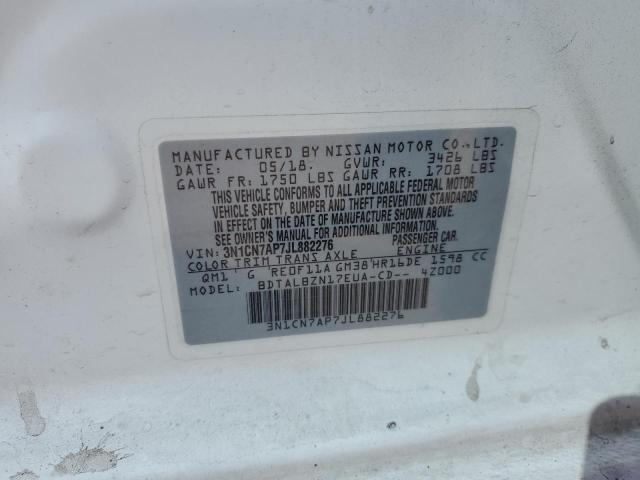 MANUFACTURED BY NISSAN MOTOR CO.,LTD.
DATE: 05/18. GVWR: 3426 LBS
GAWR FR: 1750 LBS GAWR RR: 1708 LBS
THIS VEHICLE CONFORMS TO ALL APPLICABLE FEDERAL MOTOR
VEHICLE SAFETY, BUMPER AND THEFT PREVENTION STANDARDS
IN EFFECT ON THE DATE OF MANUFACTURE SHOWN ABOVE.
SEE OWNER'S MANUAL FOR ADDITIONAL INFORMATION.
VIN: 3N1CN7AP7JL882276 PASSENGER CAR.
COLOR TRIM TRANS AXLE ENGINE
QM1 G RE0F11A GM38 HR16DE 1598 CC
MODEL: BDTALBZN17EUA-CD-- 4Z000
3N1CN7AP7JL882276